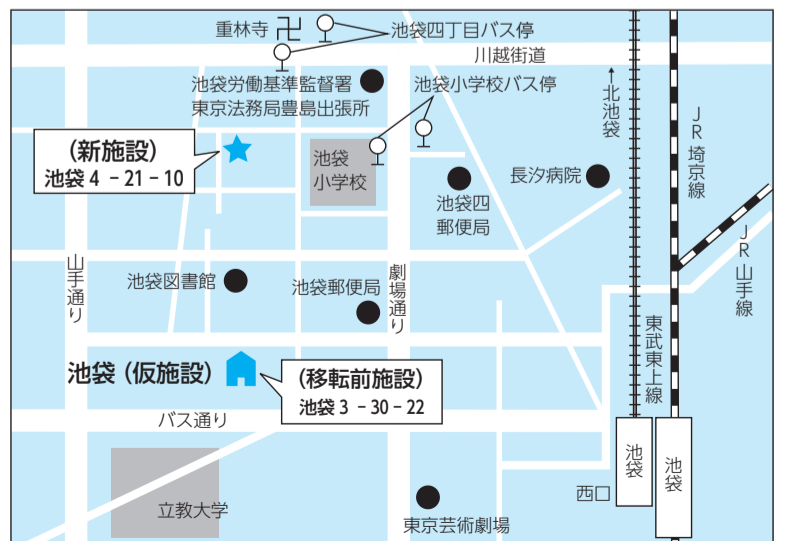 重林寺
池袋四丁目バス停
川越街道
池袋労働基準監督署
東京法務局豊島出張所
池袋小学校バス停
↑北池袋
JR埼京線
(新施設)
池袋4-21-10
池袋
小学校
池袋四
郵便局
長汐病院
JR山手線
山手通り
池袋図書館
池袋郵便局
劇場通り
東武東上線
池袋(仮施設)
(移転前施設)
池袋3-30-22
バス通り
池袋
池袋
西口
立教大学
東京芸術劇場